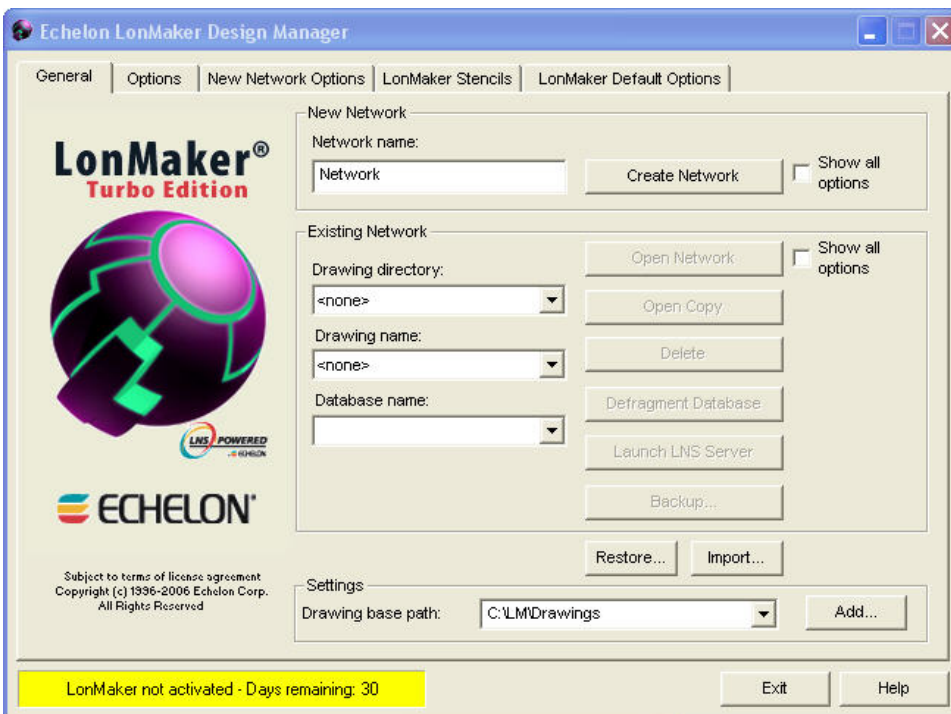 Echelon LonMaker Design Manager
General Options New Network Options LonMaker Stencils LonMaker Default Options
LonMaker®
Turbo Edition
LNS POWERED
ECHELON
ECHELON®
Subject to terms of license agreement
Copyright (c) 1996-2006 Echelon Corp.
All Rights Reserved
New Network
Network name:
Network
Create Network
Show all
options
Existing Network
Drawing directory:
<none>
Drawing name:
<none>
Database name:
Open Network
Show all
options
Open Copy
Delete
Defragment Database
Launch LNS Server
Backup...
Restore... Import...
Settings
Drawing base path: C:\LM\Drawings Add...
LonMaker not activated - Days remaining: 30
Exit Help